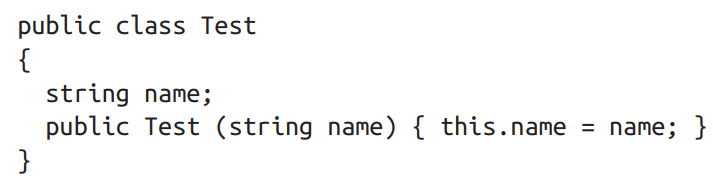 public class Test
{
  string name;
  public Test (string name) { this.name = name; }
}